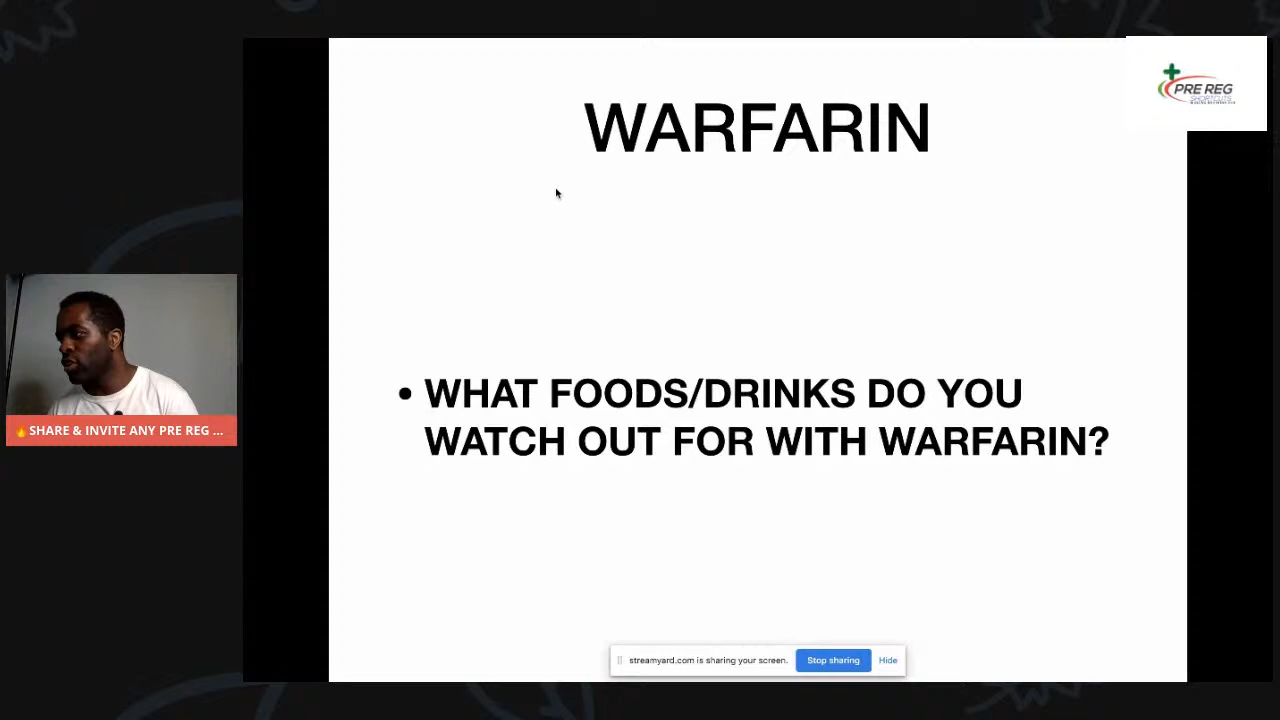 WARFARIN
PRE REG
SHORTCUTS
• WHAT FOODS/DRINKS DO YOU
WATCH OUT FOR WITH WARFARIN?
🔥SHARE & INVITE ANY PRE REG ...
streamyard.com is sharing your screen.
Stop sharing
Hide